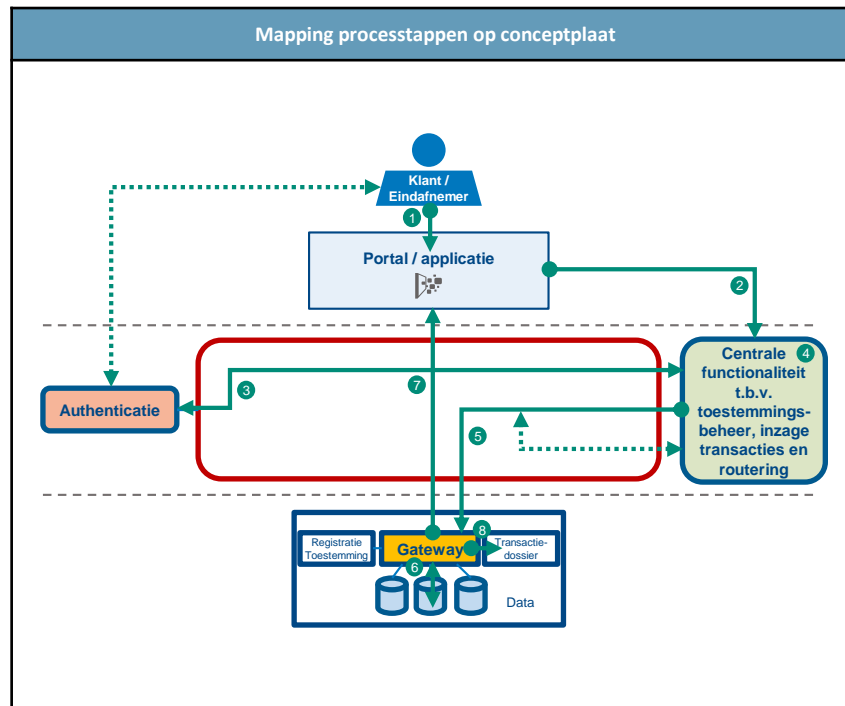 Mapping processtappen op conceptplaat
Klant /
Eindafnemer
1
Portal / applicatie
2
3
Authenticatie
7
Centrale
4
functionaliteit
t.b.v.
toestemmings-
beheer, inzage
transacties en
routering
5
Registratie
Toestemming
Gateway
8
Transactie-
dossier
6
Data